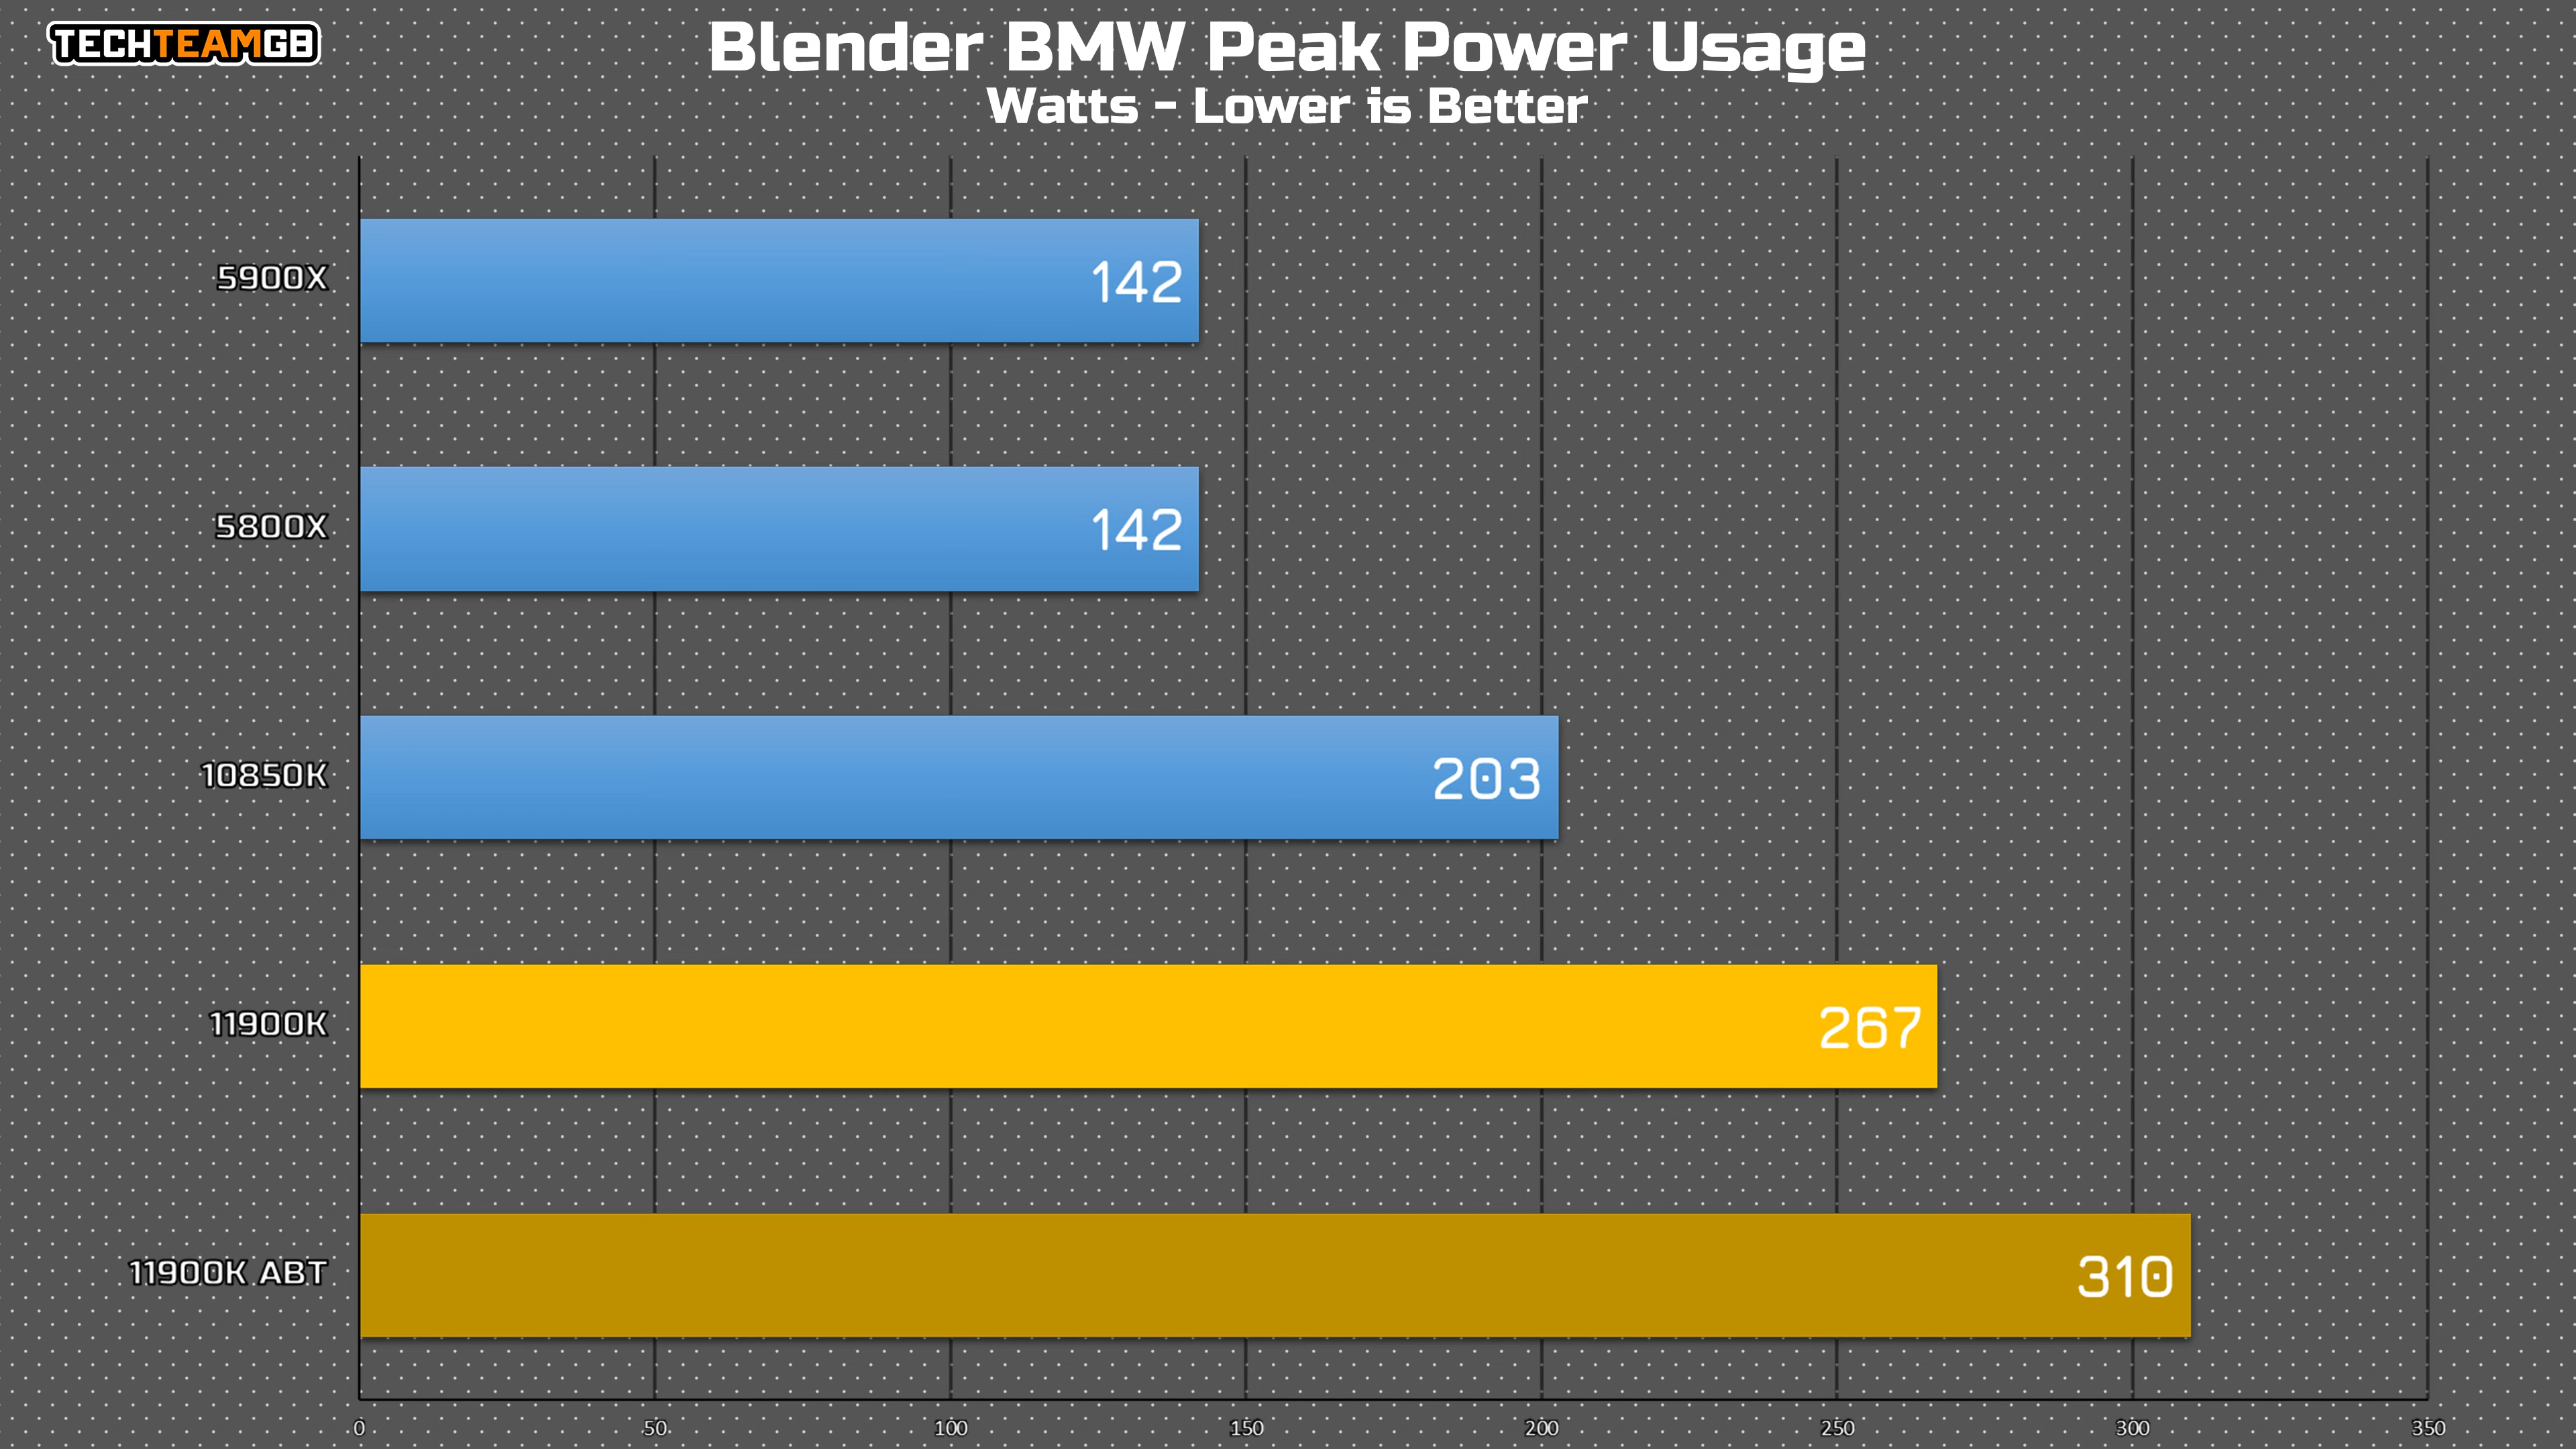 TECHTEAMGB
Blender BMW Peak Power Usage
Watts - Lower is Better
5900X
142
5800X
142
10850K
203
11900K
267
11900K ABT
310
0 50 100 150 200 250 300 350